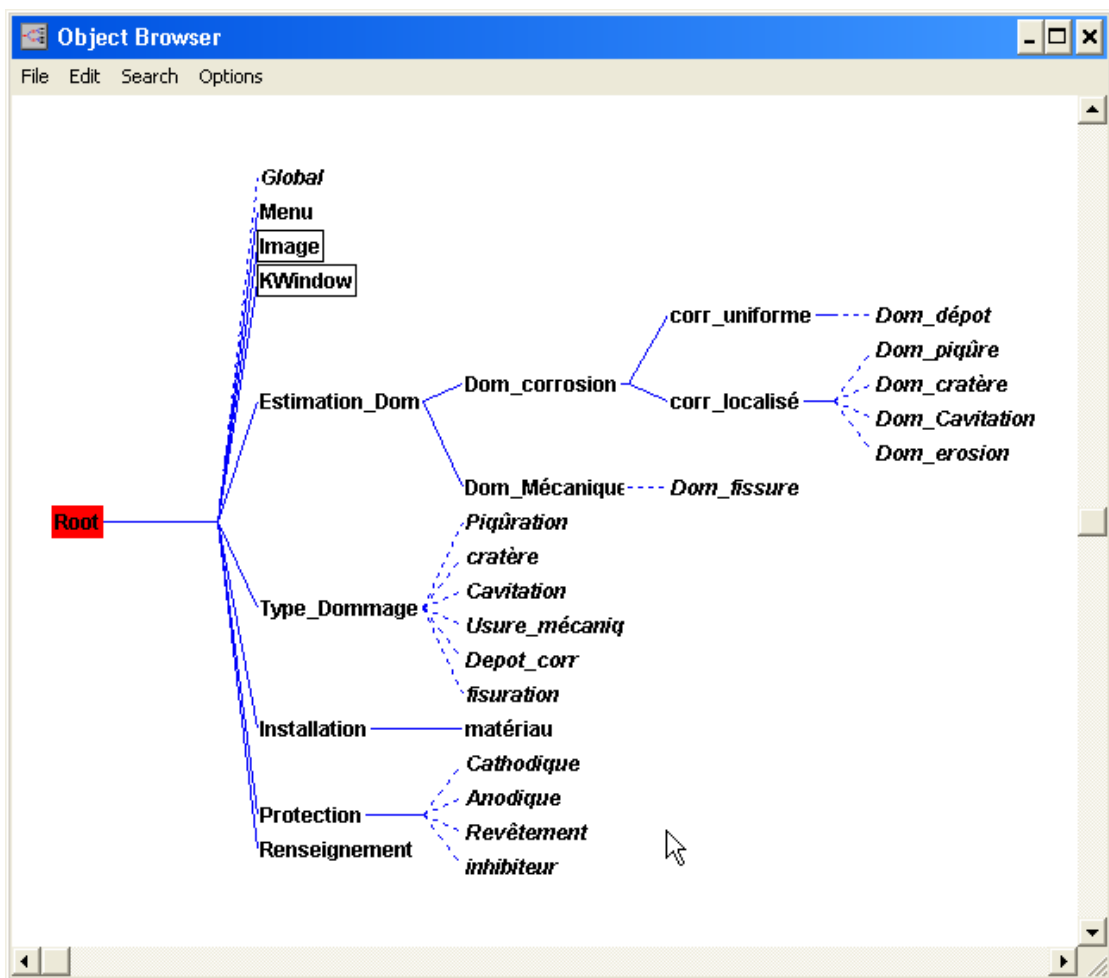 Object Browser
File Edit Search Options
Global
Menu
Image
KWindow
corr_uniforme Dom_dépot
Dom_piqûre
Dom_corrosion Dom_cratère
Estimation_Dom corr_localisé
Dom_Cavitation
Dom_erosion
Dom_Mécanique Dom_fissure
Root Piqûration
cratère
Cavitation
Type_Dommage
Usure_mécaniq
Depot_corr
fisuration
Installation matériau
Cathodique
Anodique
Protection
Revêtement
Renseignement
inhibiteur